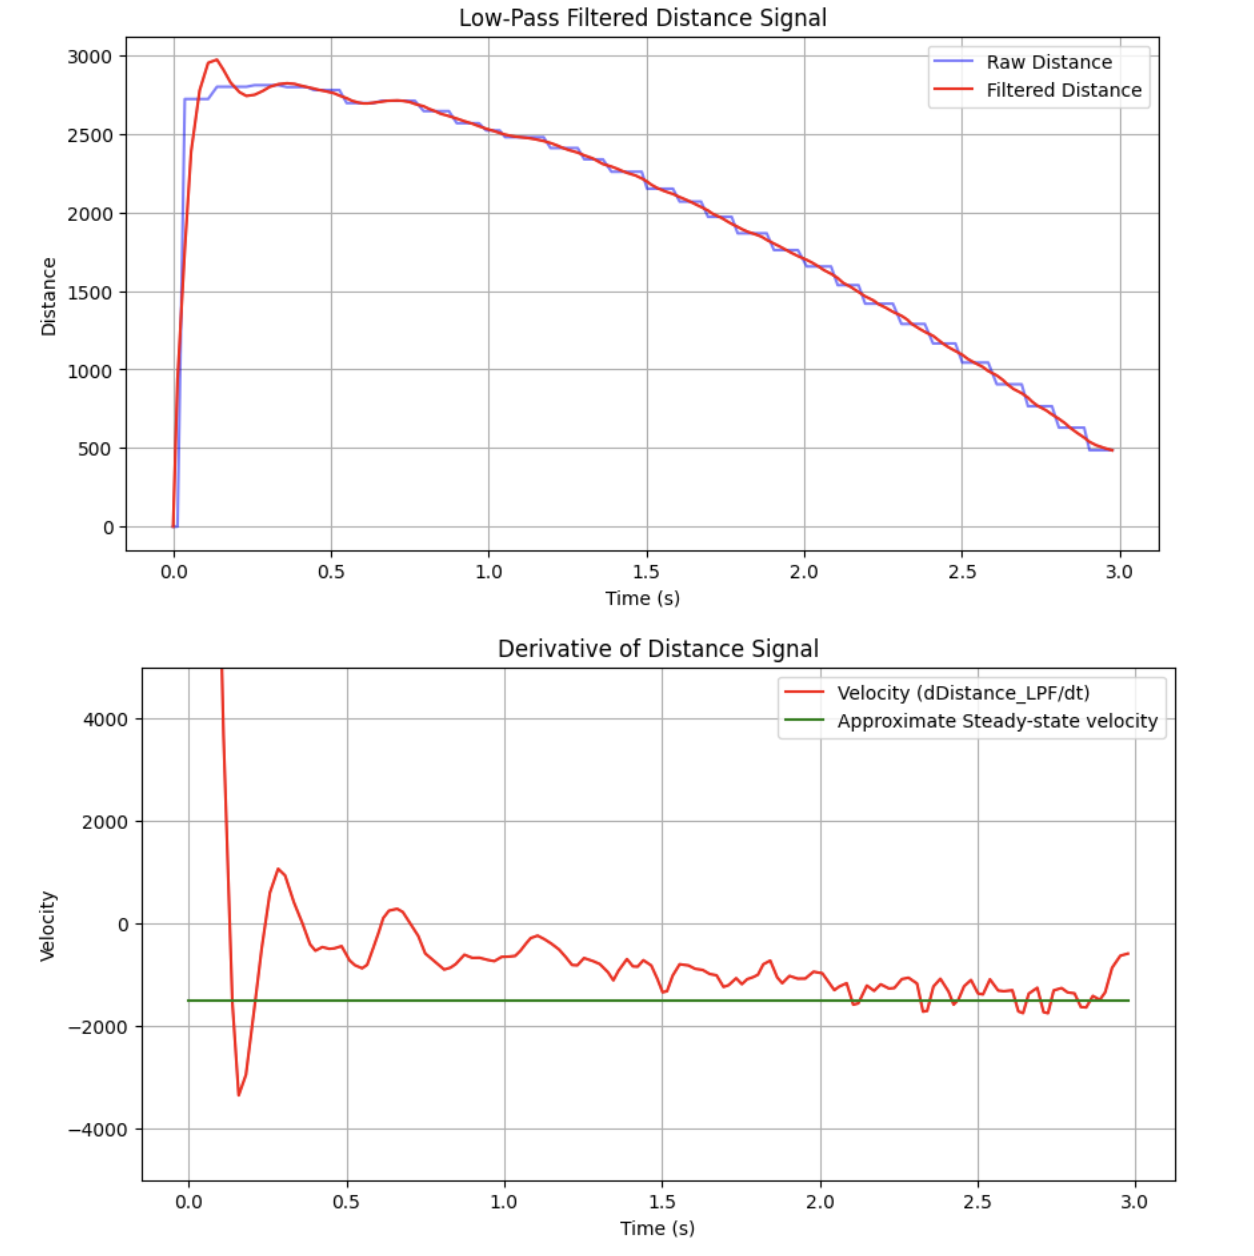 Low-Pass Filtered Distance Signal
Raw Distance
Filtered Distance
3000
2500
2000
1500
1000
500
0
Distance
0.0 0.5 1.0 1.5 2.0 2.5 3.0
Time (s)
Derivative of Distance Signal
Velocity (dDistance_LPF/dt)
Approximate Steady-state velocity
4000
2000
0
−2000
−4000
Velocity
0.0 0.5 1.0 1.5 2.0 2.5 3.0
Time (s)